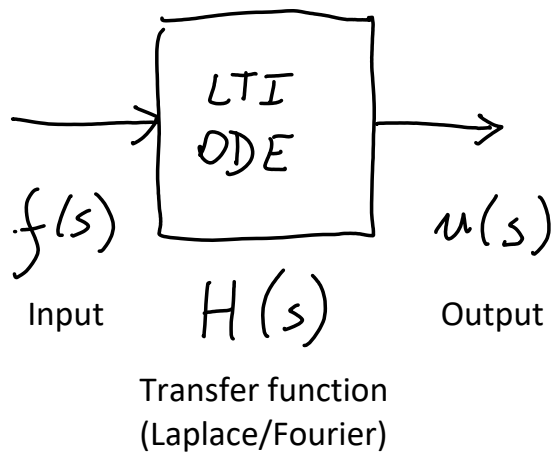 LTI
ODE
f(s)
u(s)
Input
H(s)
Output
Transfer function
(Laplace/Fourier)